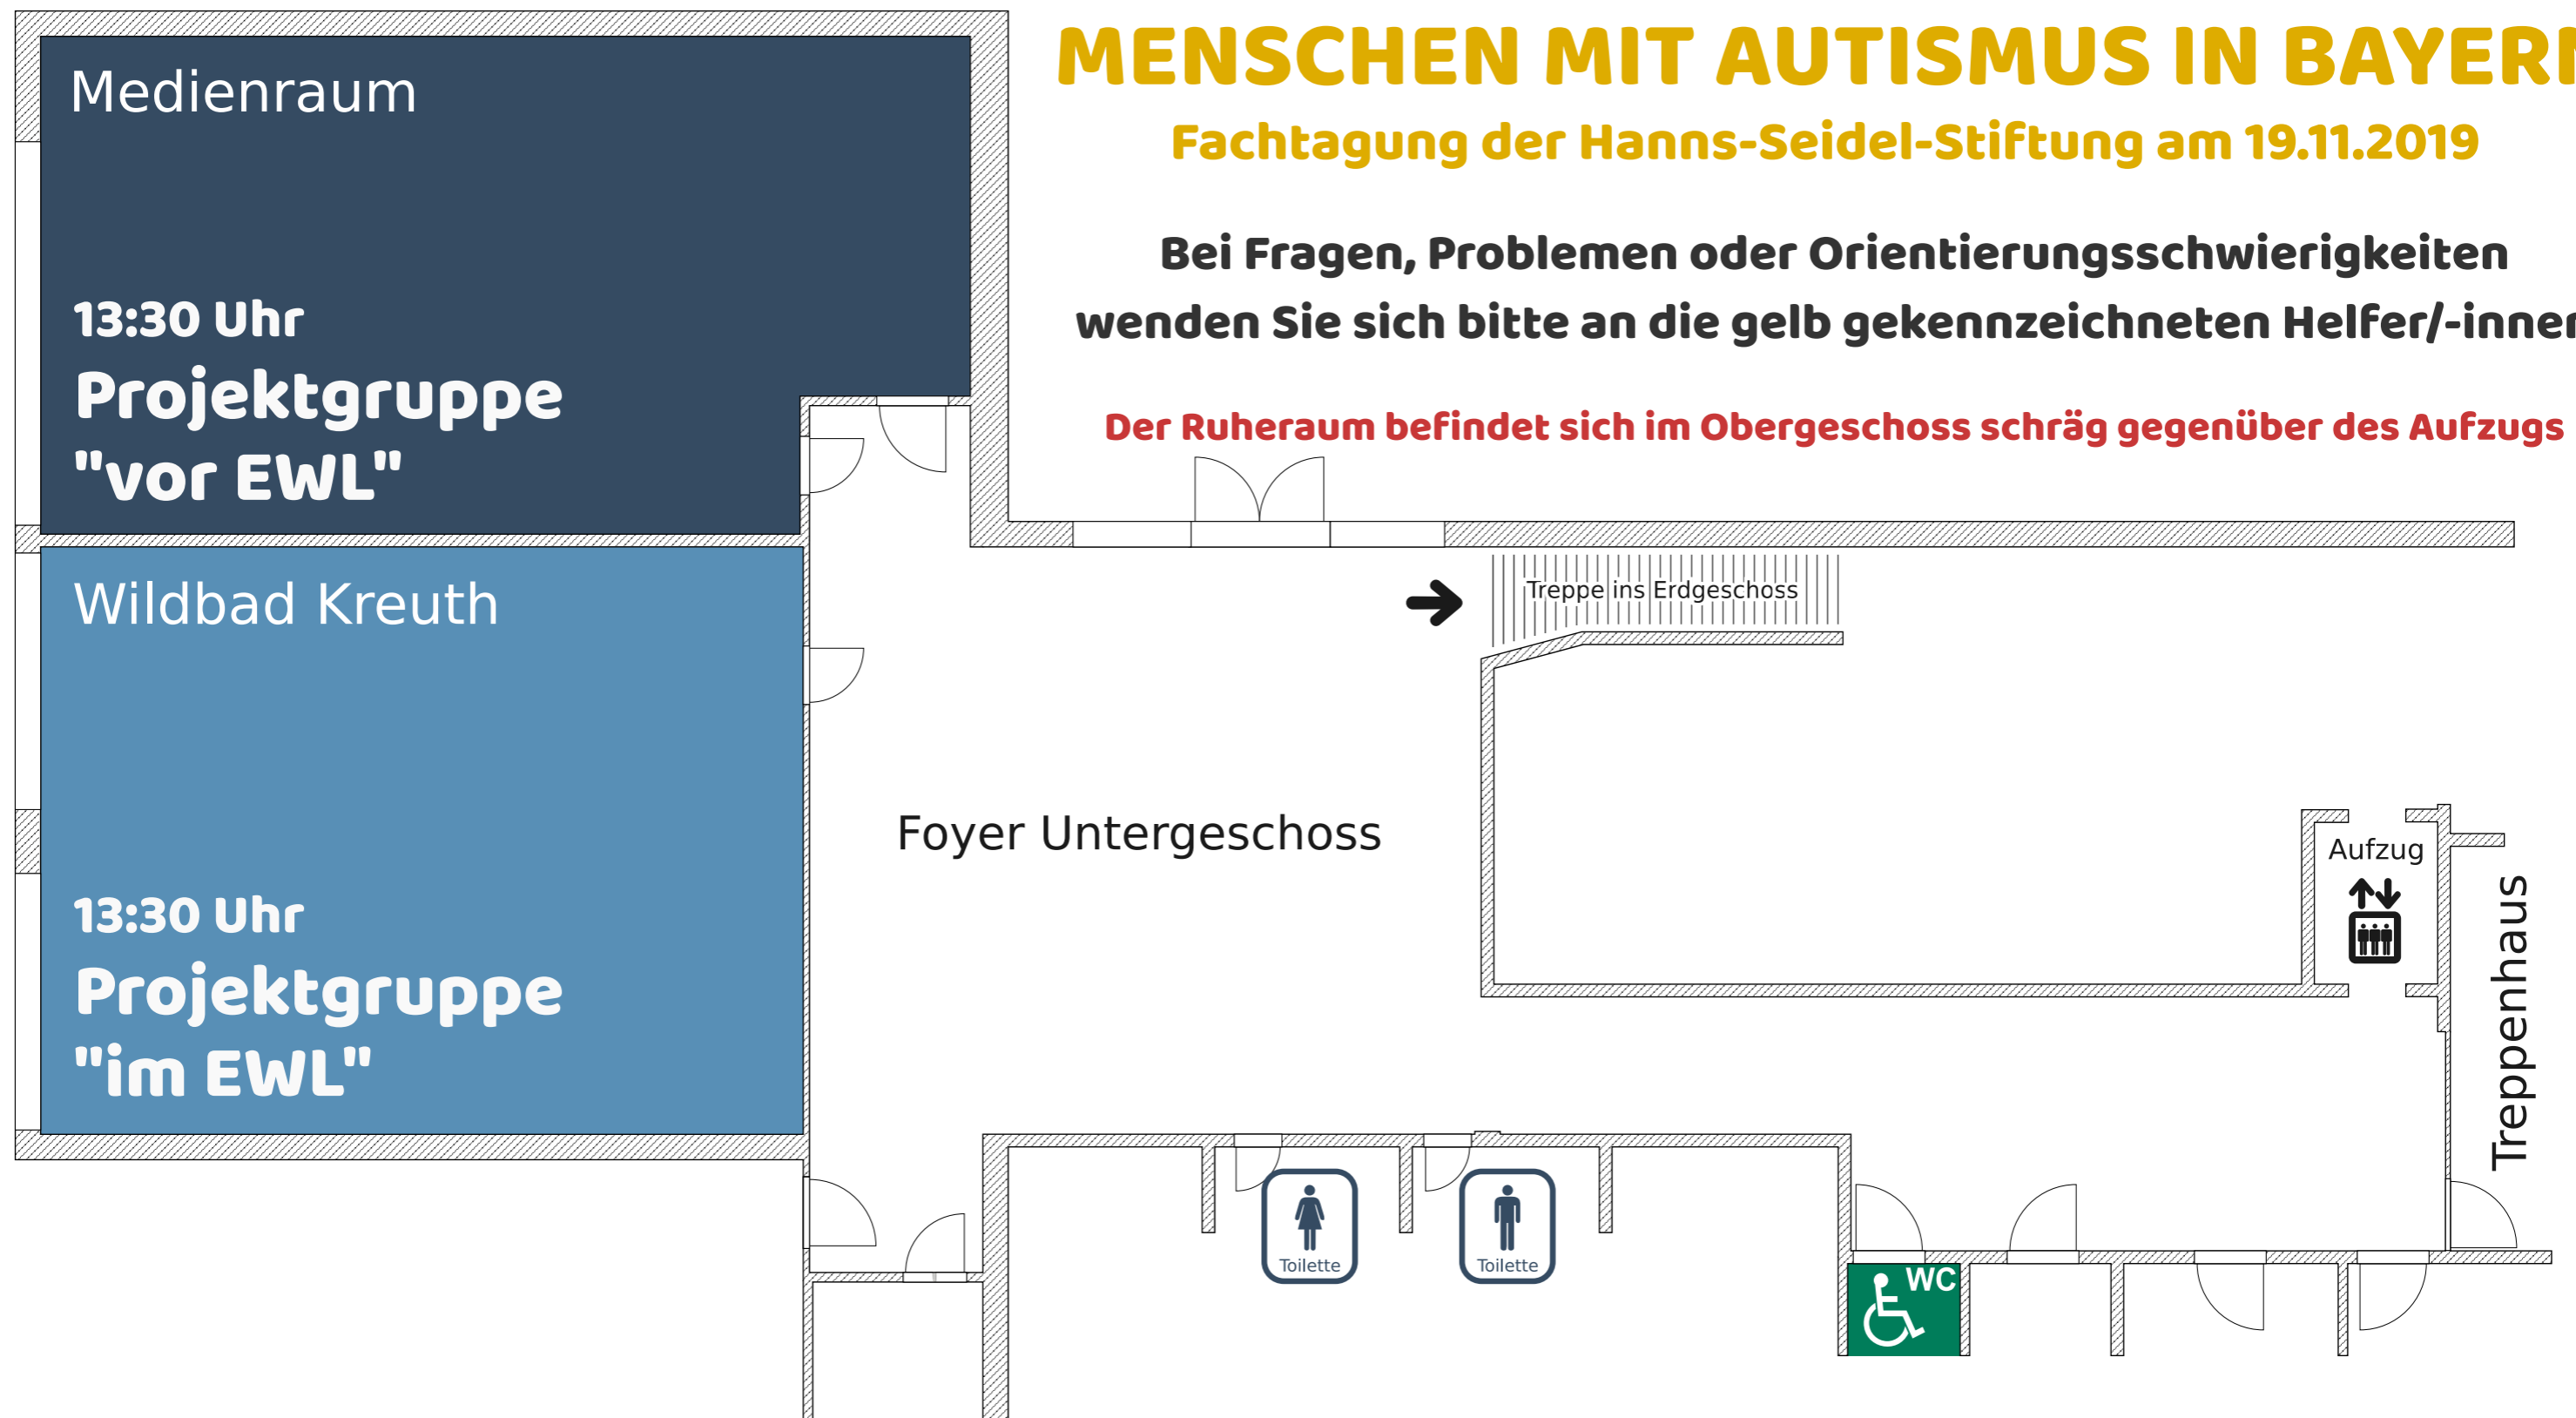 Medienraum
13:30 Uhr
Projektgruppe
"vor EWL"
MENSCHEN MIT AUTISMUS IN BAYERN
Fachtagung der Hanns-Seidel-Stiftung am 19.11.2019
Bei Fragen, Problemen oder Orientierungsschwierigkeiten
wenden Sie sich bitte an die gelb gekennzeichneten Helfer/-innen
Der Ruheraum befindet sich im Obergeschoss schräg gegenüber des Aufzugs
Treppe ins Erdgeschoss
Wildbad Kreuth
13:30 Uhr
Projektgruppe
"im EWL"
Foyer Untergeschoss
Aufzug
Treppenhaus
Toilette
Toilette
WC